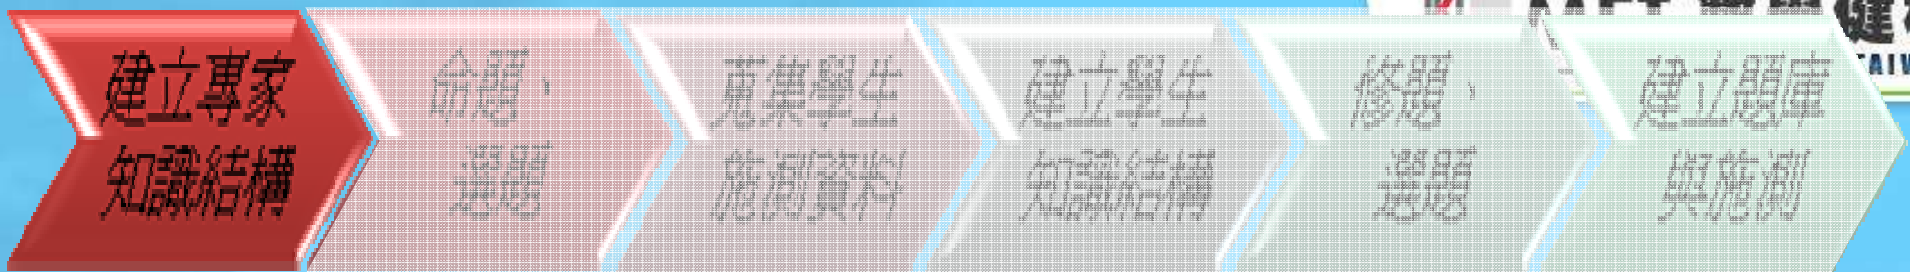 建立專家
知識結構
命題、
選題
蒐集學生
施測資料
建立學生
知識結構
修題、
選題
建立題庫
與施測